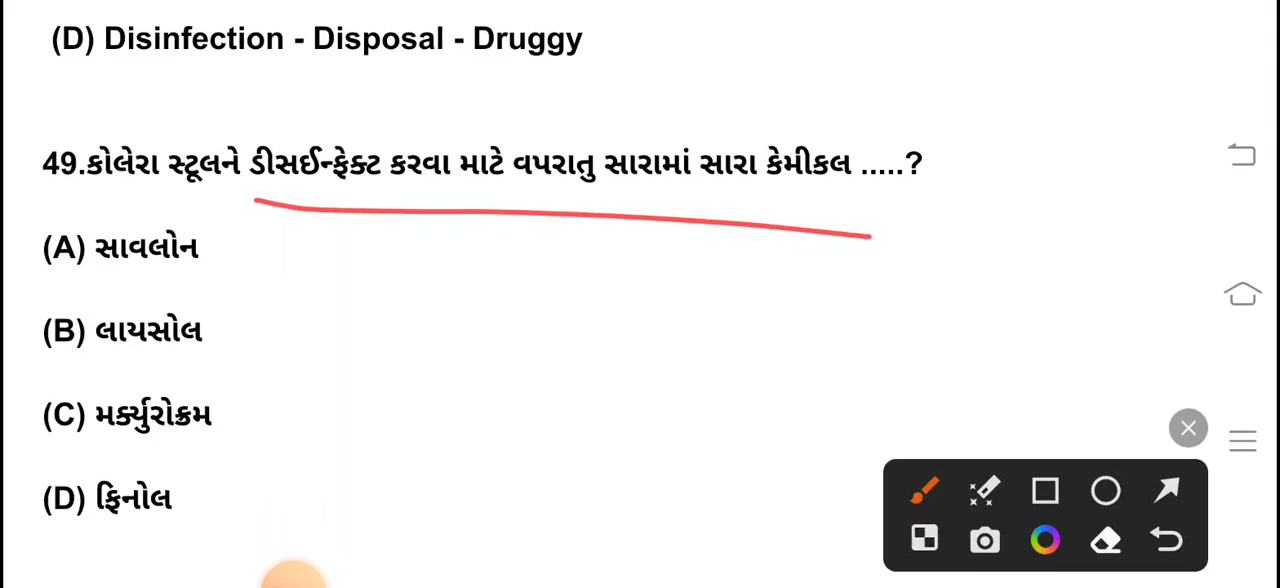 (D) Disinfection - Disposal - Druggy
49.કોલેરા સ્ટૂલને ડીસઈન્ફેક્ટ કરવા માટે વપરાતુ સારામાં સારા કેમીકલ .....?
(A) સાવલોન
(B) લાયસોલ
(C) મર્ક્યુરોક્રમ
(D) ફિનોલ